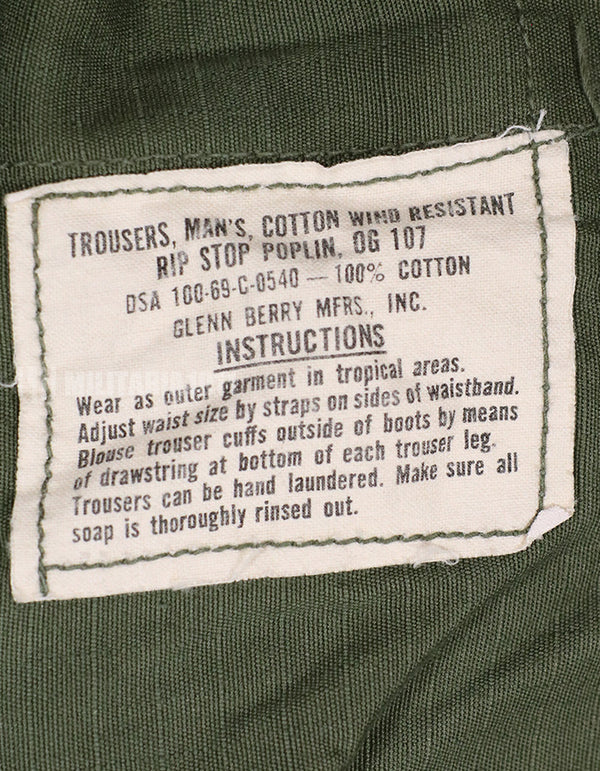 TROUSERS, MAN'S, COTTON WIND RESISTANT
RIP STOP POPLIN, OG 107
DSA 100-69-C-0540 — 100% COTTON
GLENN BERRY MFRS., INC.
INSTRUCTIONS
Wear as outer garment in tropical areas.
Adjust waist size by straps on sides of waistband.
Blouse trouser cuffs outside of boots by means
of drawstring at bottom of each trouser leg.
Trousers can be hand laundered. Make sure all
soap is thoroughly rinsed out.